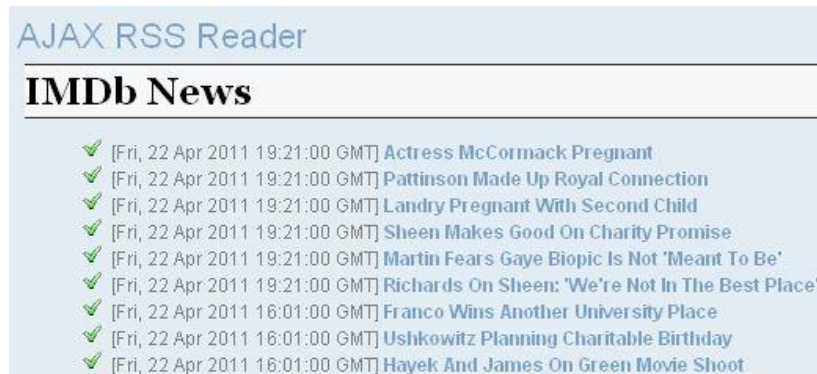 AJAX RSS Reader
IMDb News
[Fri, 22 Apr 2011 19:21:00 GMT] Actress McCormack Pregnant
[Fri, 22 Apr 2011 19:21:00 GMT] Pattinson Made Up Royal Connection
[Fri, 22 Apr 2011 19:21:00 GMT] Landry Pregnant With Second Child
[Fri, 22 Apr 2011 19:21:00 GMT] Sheen Makes Good On Charity Promise
[Fri, 22 Apr 2011 19:21:00 GMT] Martin Fears Gaye Biopic Is Not 'Meant To Be'
[Fri, 22 Apr 2011 19:21:00 GMT] Richards On Sheen: 'We're Not In The Best Place'
[Fri, 22 Apr 2011 16:01:00 GMT] Franco Wins Another University Place
[Fri, 22 Apr 2011 16:01:00 GMT] Ushkowitz Planning Charitable Birthday
[Fri, 22 Apr 2011 16:01:00 GMT] Hayek And James On Green Movie Shoot